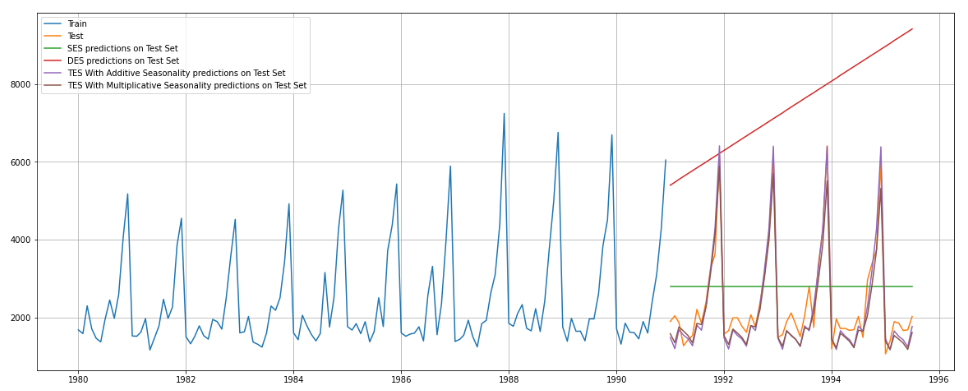 Train
Test
SES predictions on Test Set
DES predictions on Test Set
TES With Additive Seasonality predictions on Test Set
TES With Multiplicative Seasonality predictions on Test Set
8000
6000
4000
2000
1980 1982 1984 1986 1988 1990 1992 1994 1996